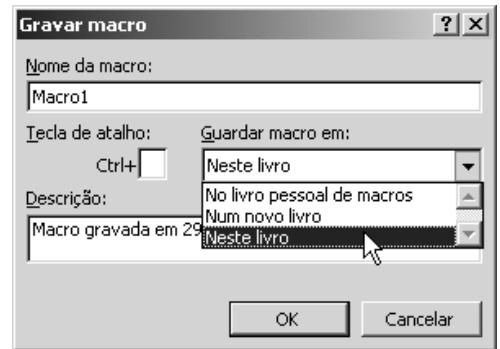 Gravar macro
Nome da macro:
Macro1
Tecla de atalho:
Guardar macro em:
Ctrl+
Neste livro
No livro pessoal de macros
Num novo livro
Neste livro
Descrição:
Macro gravada em 29
OK
Cancelar